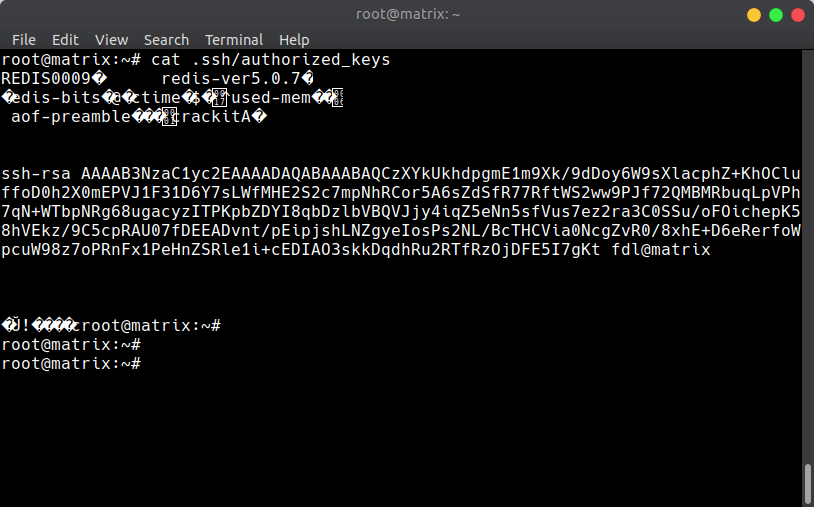 root@matrix: ~
File Edit View Search Terminal Help
root@matrix:~# cat .ssh/authorized_keys
REDIS0009� redis-ver5.0.7�
�edis-bits�@�ctime�$��used-mem��
aof-preamble���crackitA�
ssh-rsa AAAAB3NzaC1yc2EAAAADAQABAAABAQCzXYkUkhdpgmE1m9Xk/9dDoy6W9sXlacphZ+KhOClu
ffoD0h2X0mEPVJ1F31D6Y7sLWfMHE2S2c7mpNhRCor5A6sZdSfR77RftWS2ww9PJf72QMBMRbuqLpVPh
7qN+WTbpNRg68ugacyzITPKpbZDYI8qbDzlbVBQVJjy4iqZ5eNn5sfVus7ez2ra3C0SSu/oFOichepK5
8hVEkz/9C5cpRAU07fDEEADvnt/pEipjshLNZgyeIosPs2NL/BcTHCVia0NcgZvR0/8xhE+D6eRerfoW
pcuW98z7oPRnFx1PeHnZSRle1i+cEDIAO3skkDqdhRu2RTfRzOjDFE5I7gKt fdl@matrix
�J!����croot@matrix:~#
root@matrix:~#
root@matrix:~#